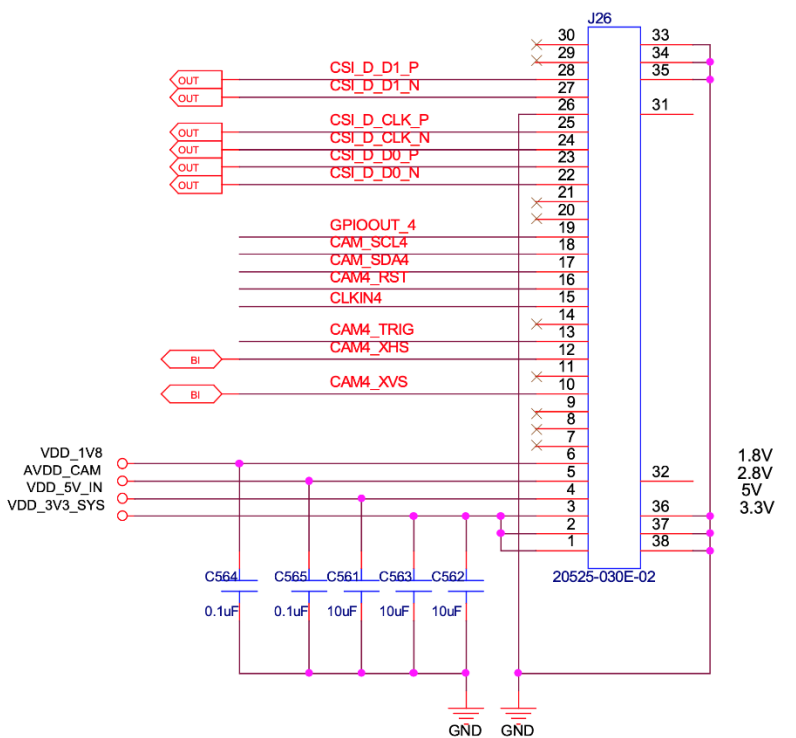 J26
30
33
29
34
CSI_D_D1_P
28
35
OUT
CSI_D_D1_N
27
OUT
26
31
CSI_D_CLK_P
25
OUT
CSI_D_CLK_N
24
OUT
CSI_D_D0_P
23
OUT
CSI_D_D0_N
22
OUT
21
20
GPIOOUT_4
19
CAM_SCL4
18
CAM_SDA4
17
CAM4_RST
16
CLKIN4
15
14
CAM4_TRIG
13
CAM4_XHS
12
BI
11
CAM4_XVS
10
BI
9
8
7
VDD_1V8
6
1.8V
AVDD_CAM
5
32
2.8V
VDD_5V_IN
4
5V
VDD_3V3_SYS
3
36
3.3V
2
37
1
38
C564
C565
C561
C563
C562
20525-030E-02
0.1uF
0.1uF
10uF
10uF
10uF
GND
GND